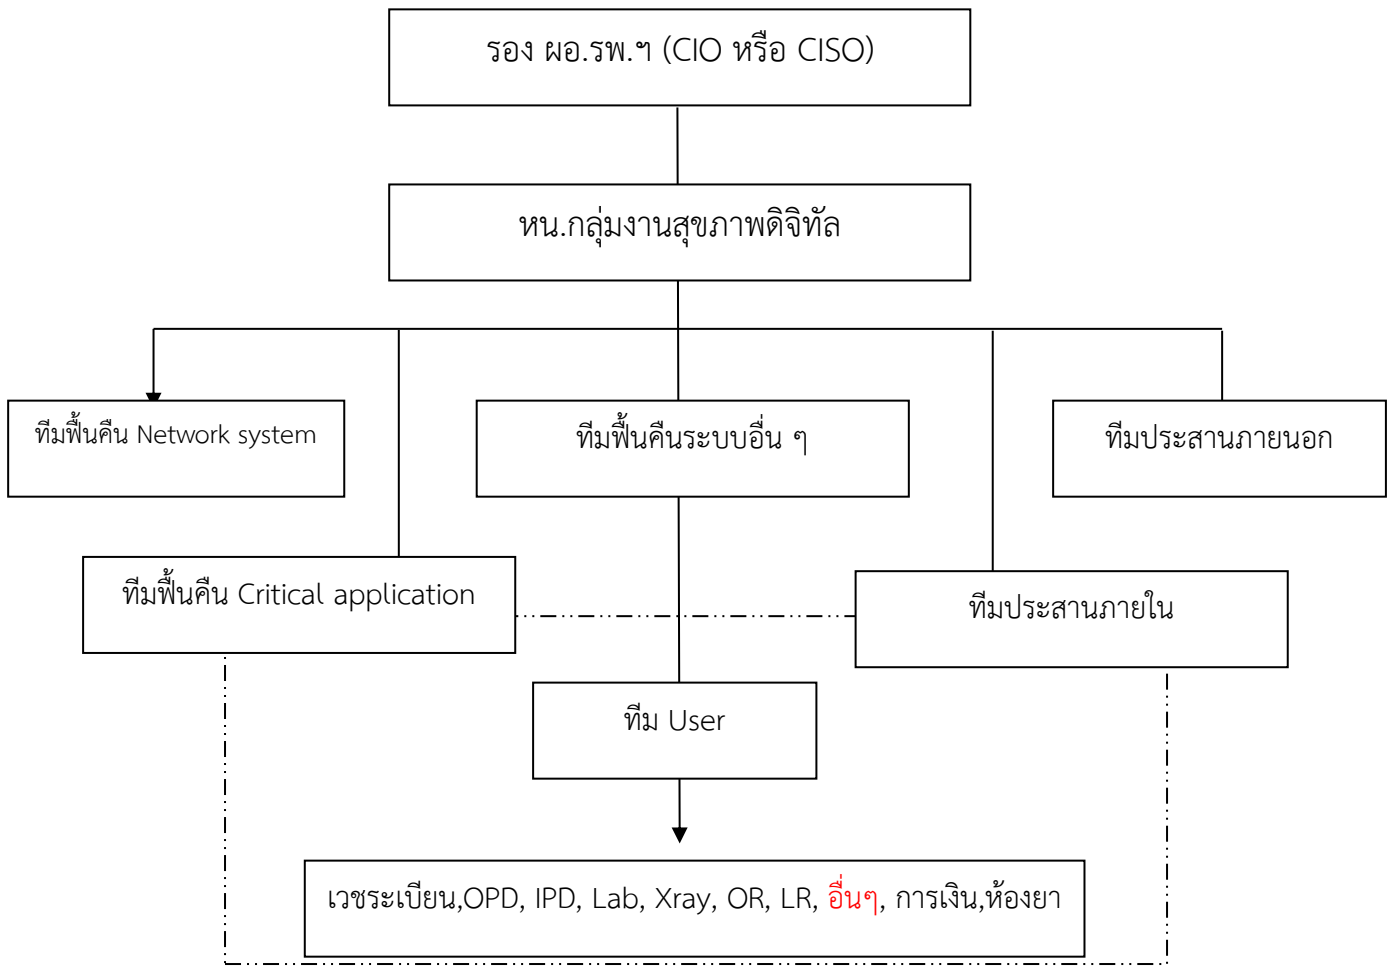 รอง ผอ.รพ.ฯ (CIO หรือ CISO)
หน.กลุ่มงานสุขภาพดิจิทัล
ทีมฟื้นคืน Network system
ทีมฟื้นคืนระบบอื่น ๆ
ทีมประสานภายนอก
ทีมฟื้นคืน Critical application
ทีมประสานภายใน
ทีม User
เวชระเบียน,OPD, IPD, Lab, Xray, OR, LR, อื่นๆ, การเงิน,ห้องยา